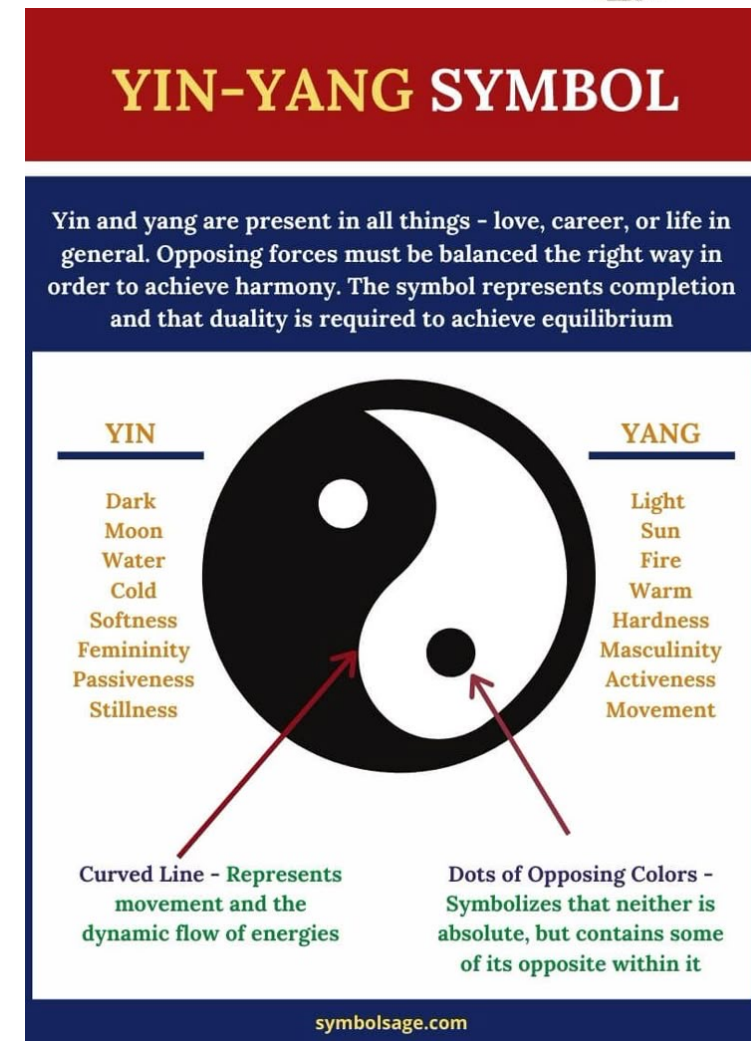 YIN-YANG SYMBOL
Yin and yang are present in all things - love, career, or life in
general. Opposing forces must be balanced the right way in
order to achieve harmony. The symbol represents completion
and that duality is required to achieve equilibrium
YIN
Dark
Moon
Water
Cold
Softness
Femininity
Passiveness
Stillness
YANG
Light
Sun
Fire
Warm
Hardness
Masculinity
Activeness
Movement
Curved Line - Represents
movement and the
dynamic flow of energies
Dots of Opposing Colors -
Symbolizes that neither is
absolute, but contains some
of its opposite within it
symbolsage.com